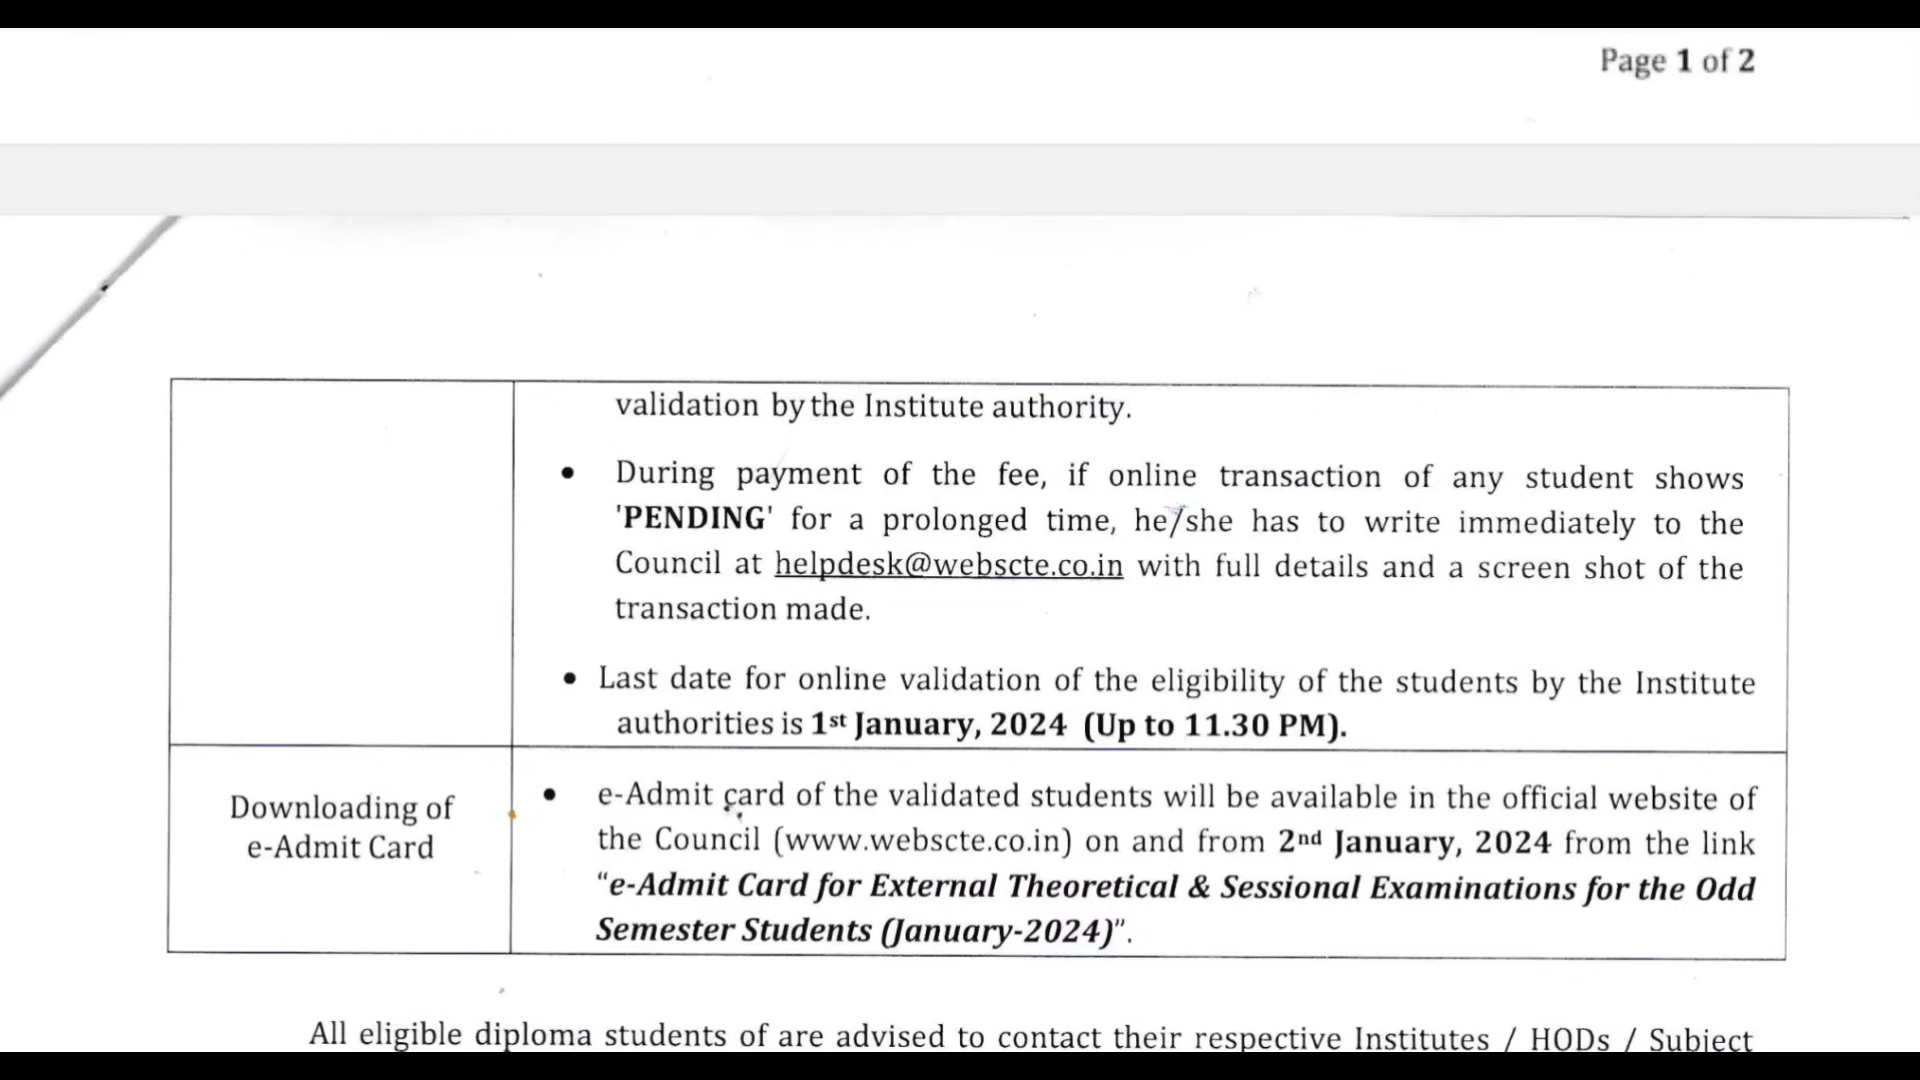 Page 1 of 2
validation by the Institute authority.
• During payment of the fee, if online transaction of any student shows
'PENDING' for a prolonged time, he/she has to write immediately to the
Council at helpdesk@webscte.co.in with full details and a screen shot of the
transaction made.
• Last date for online validation of the eligibility of the students by the Institute
authorities is 1st January, 2024 (Up to 11.30 PM).
Downloading of
e-Admit Card
• e-Admit card of the validated students will be available in the official website of
the Council (www.webscte.co.in) on and from 2nd January, 2024 from the link
“e-Admit Card for External Theoretical & Sessional Examinations for the Odd
Semester Students (January-2024)”.
All eligible diploma students of are advised to contact their respective Institutes / HODs / Subject